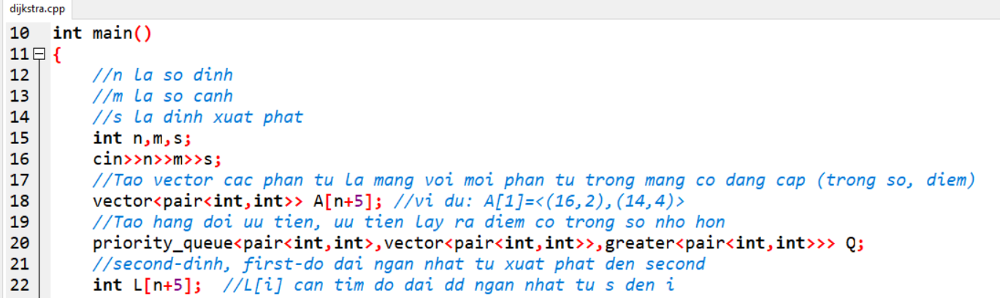 dijkstra.cpp
10 int main()
11 {
12 //n la so dinh
13 //m la so canh
14 //s la dinh xuat phat
15 int n,m,s;
16 cin>>n>>m>>s;
17 //Tao vector cac phan tu la mang voi moi phan tu trong mang co dang cap (trong so, diem)
18 vector<pair<int,int>> A[n+5]; //vi du: A[1]=<(16,2),(14,4)>
19 //Tao hang doi uu tien, uu tien lay ra diem co trong so nho hon
20 priority_queue<pair<int,int>,vector<pair<int,int>>,greater<pair<int,int>>> Q;
21 //second-dinh, first-do dai ngan nhat tu xuat phat den second
22 int L[n+5]; //L[i] can tim do dai dd ngan nhat tu s den i